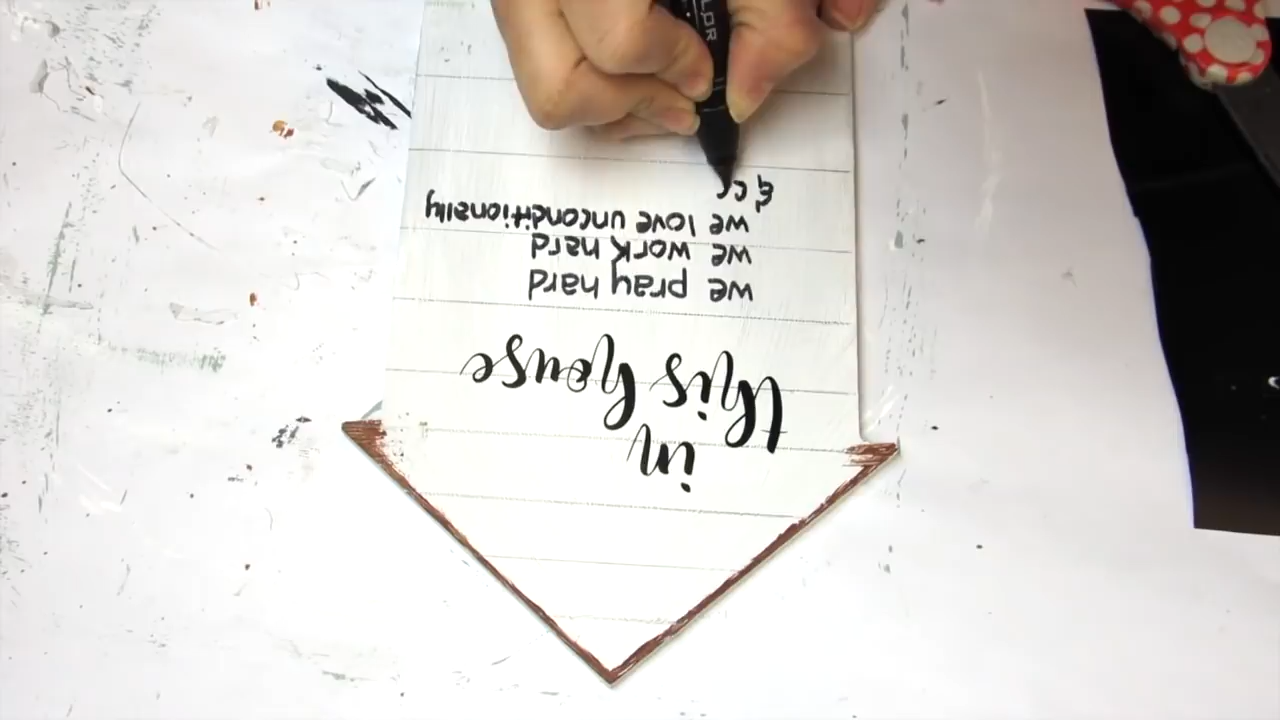 in
this house
we pray hard
we work hard
we love unconditionally
&